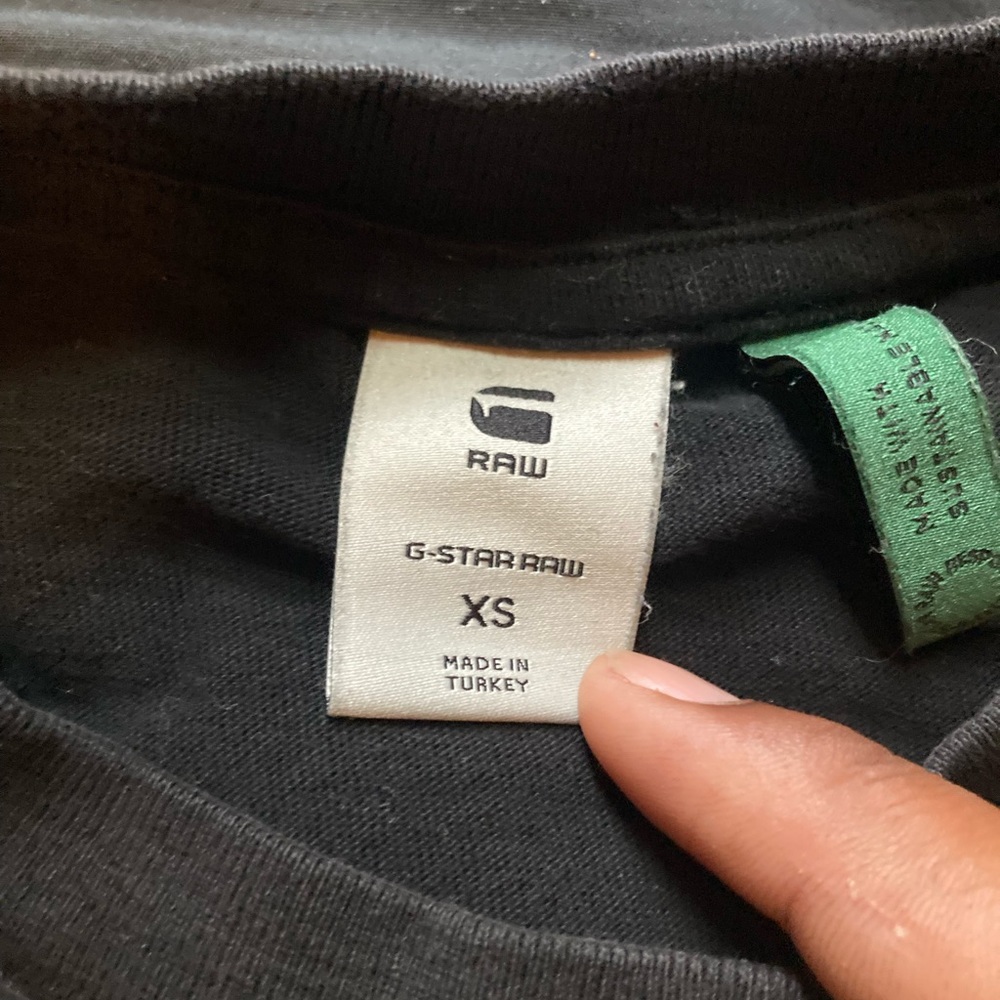 RAW
G-STAR RAW
XS
MADE IN
TURKEY
MADE WITH
SUSTAINABLE